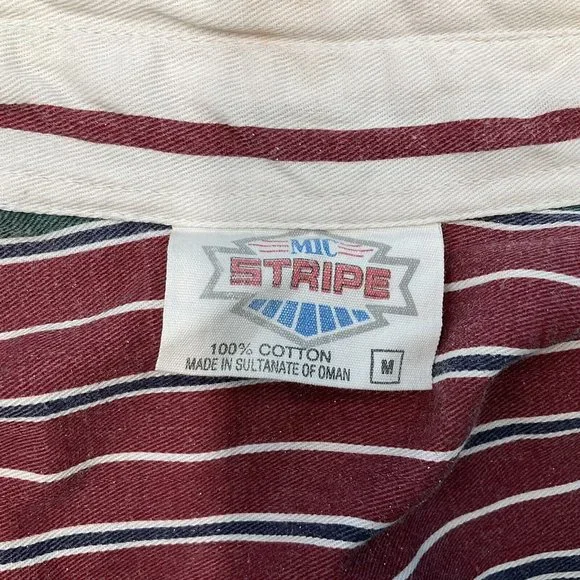 MIC
STRIPE
100% COTTON
MADE IN SULTANATE OF OMAN
M